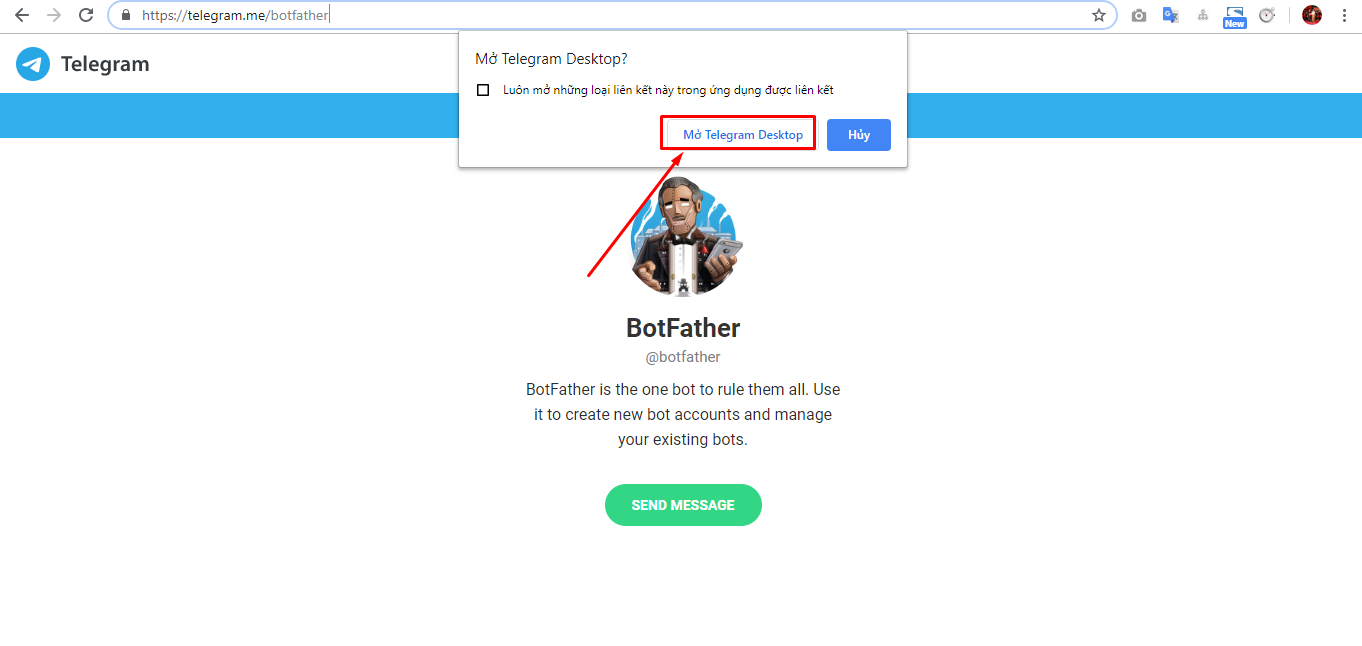 https://telegram.me/botfather
New
Telegram
Mở Telegram Desktop?
Luôn mở những loại liên kết này trong ứng dụng được liên kết
Mở Telegram Desktop
Hủy
BotFather
@botfather
BotFather is the one bot to rule them all. Use
it to create new bot accounts and manage
your existing bots.
SEND MESSAGE